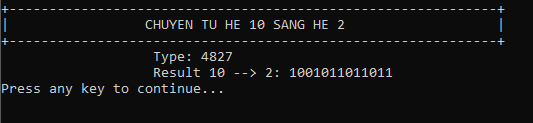 CHUYEN TU HE 10 SANG HE 2
Type: 4827
Result 10 --> 2: 1001011011011
Press any key to continue...